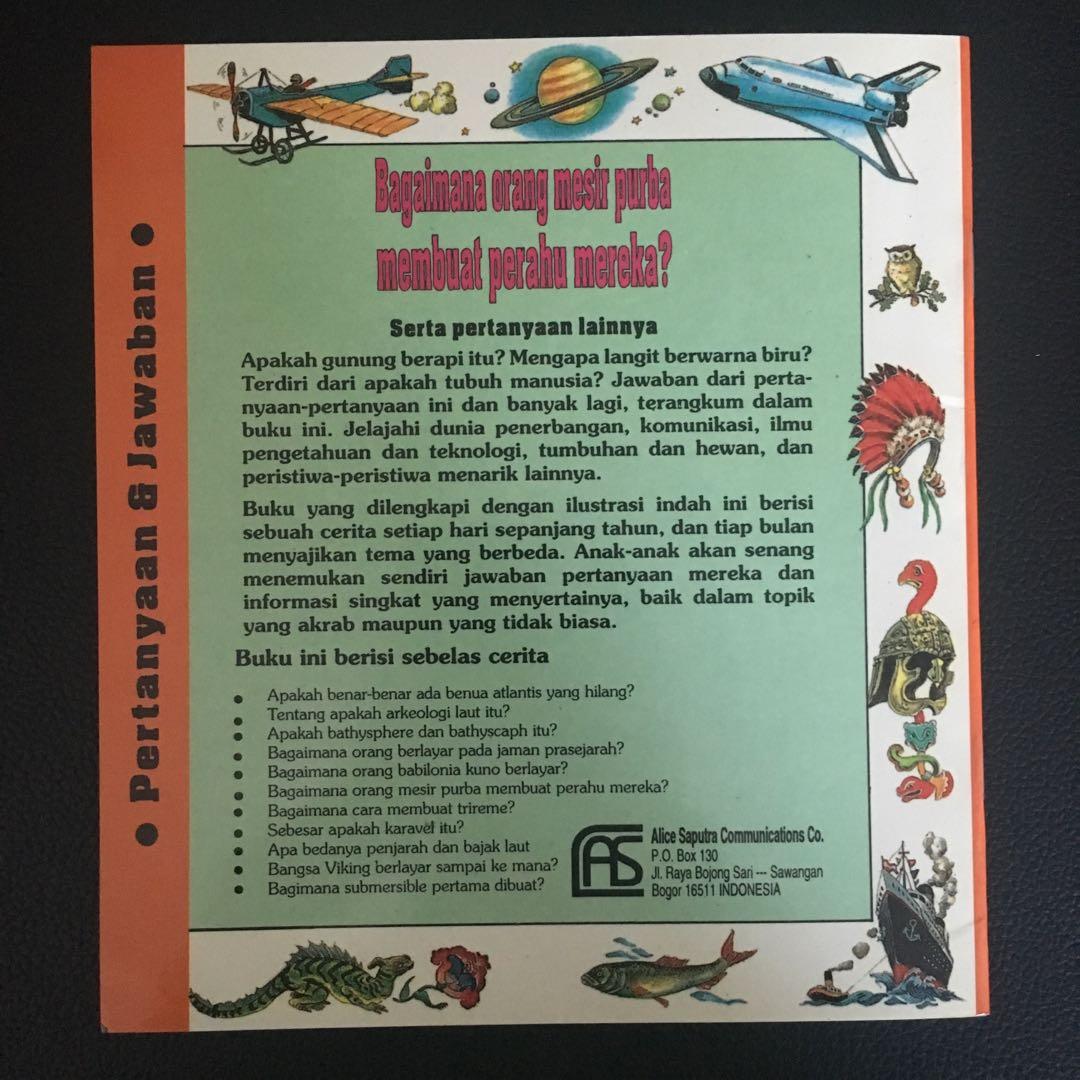 Pertanyaan & Jawaban
Bagaimana orang mesir purba
membuat perahu mereka?
Serta pertanyaan lainnya
Apakah gunung berapi itu? Mengapa langit berwarna biru?
Terdiri dari apakah tubuh manusia? Jawaban dari perta-
nyaan-pertanyaan ini dan banyak lagi, terangkum dalam
buku ini. Jelajahi dunia penerbangan, komunikasi, ilmu
pengetahuan dan teknologi, tumbuhan dan hewan, dan
peristiwa-peristiwa menarik lainnya.
Buku yang dilengkapi dengan ilustrasi indah ini berisi
sebuah cerita setiap hari sepanjang tahun, dan tiap bulan
menyajikan tema yang berbeda. Anak-anak akan senang
menemukan sendiri jawaban pertanyaan mereka dan
informasi singkat yang menyertainya, baik dalam topik
yang akrab maupun yang tidak biasa.
Buku ini berisi sebelas cerita
• Apakah benar-benar ada benua atlantis yang hilang?
• Tentang apakah arkeologi laut itu?
• Apakah bathysphere dan bathyscaph itu?
• Bagaimana orang berlayar pada jaman prasejarah?
• Bagaimana orang babilonia kuno berlayar?
• Bagaimana orang mesir purba membuat perahu mereka?
• Bagaimana cara membuat trireme?
• Sebesar apakah karavel itu?
• Apa bedanya penjarah dan bajak laut
• Bangsa Viking berlayar sampai ke mana?
• Bagimana submersible pertama dibuat?
AS
Alice Saputra Communications Co.
P.O. Box 130
Jl. Raya Bojong Sari --- Sawangan
Bogor 16511 INDONESIA